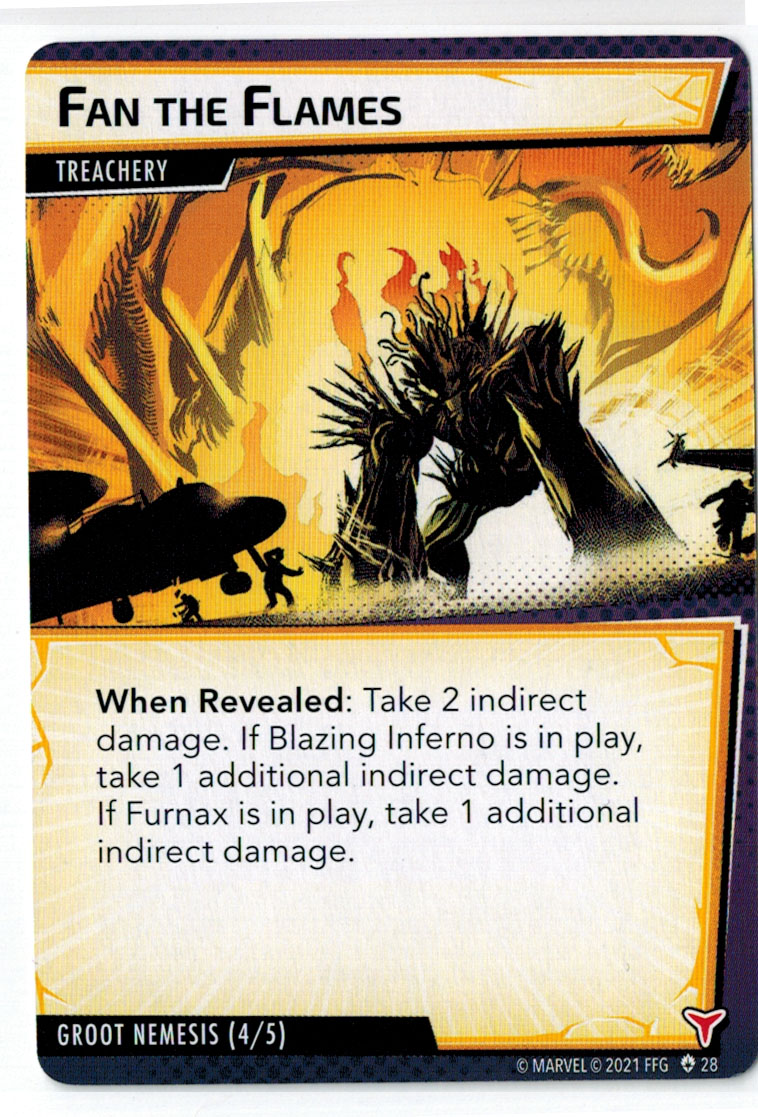 FAN THE FLAMES
TREACHERY
When Revealed: Take 2 indirect
damage. If Blazing Inferno is in play,
take 1 additional indirect damage.
If Furnax is in play, take 1 additional
indirect damage.
GROOT NEMESIS (4/5)
© MARVEL © 2021 FFG 28